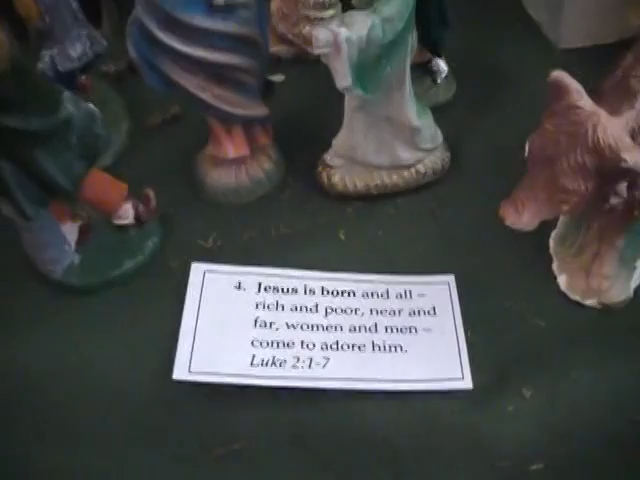 4. Jesus is born and all –
rich and poor, near and
far, women and men –
come to adore him.
Luke 2:1-7